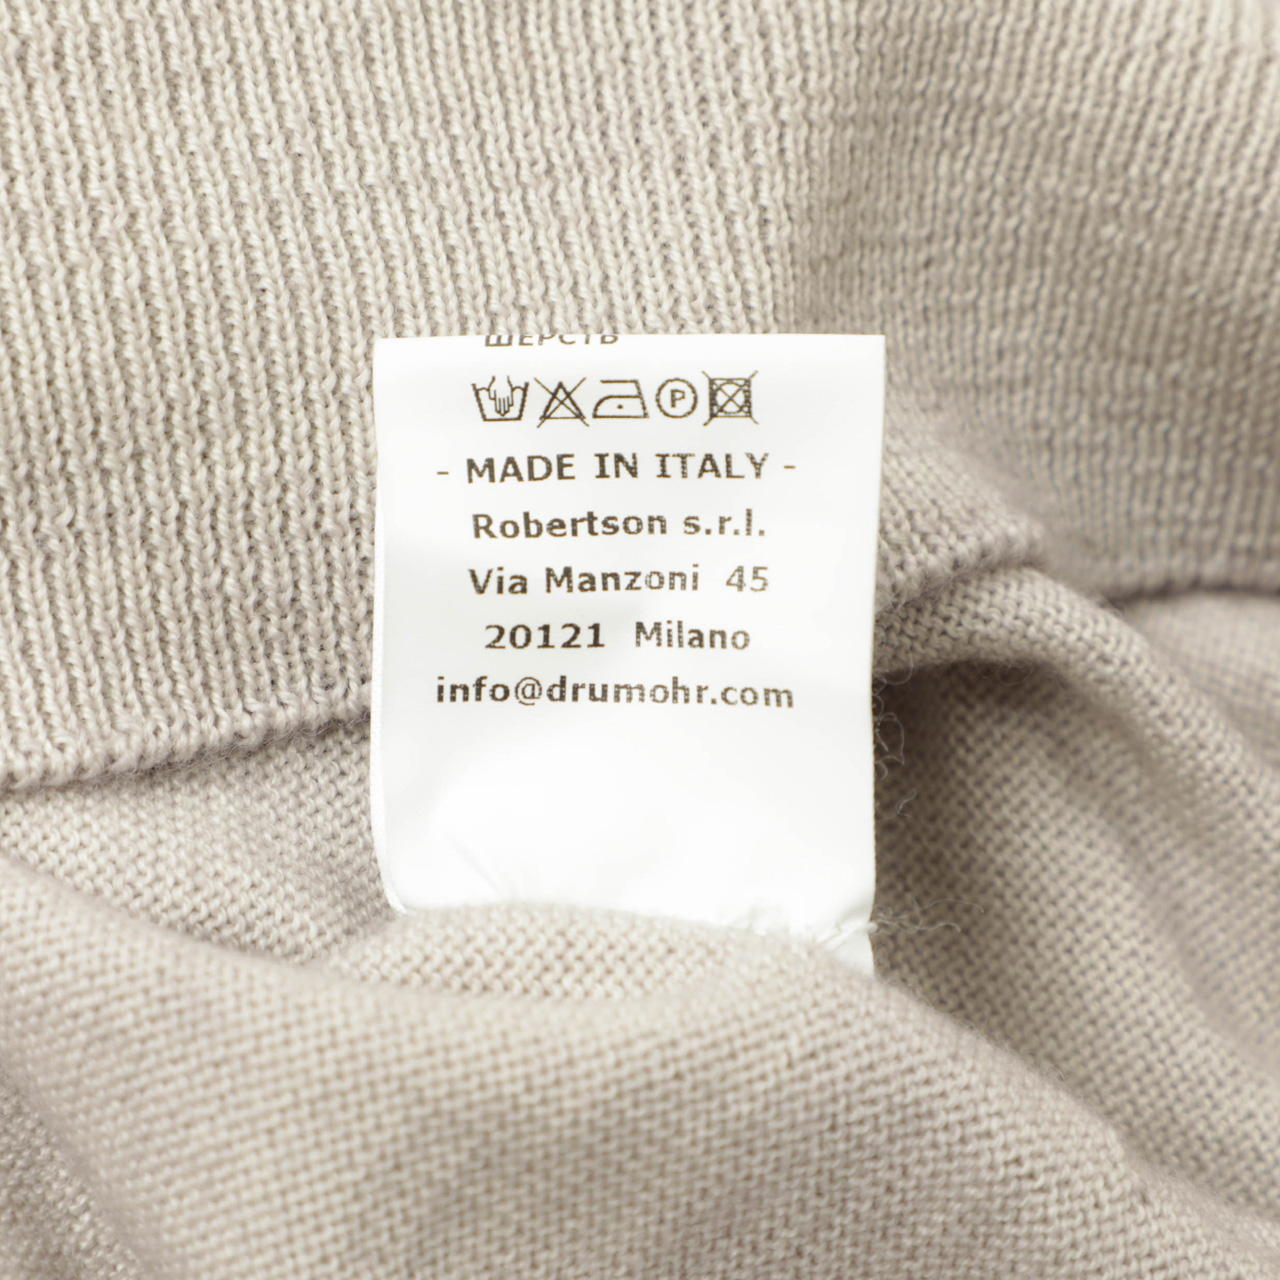 ШЕРСТЬ
P
- MADE IN ITALY -
Robertson s.r.l.
Via Manzoni 45
20121 Milano
info@drumohr.com